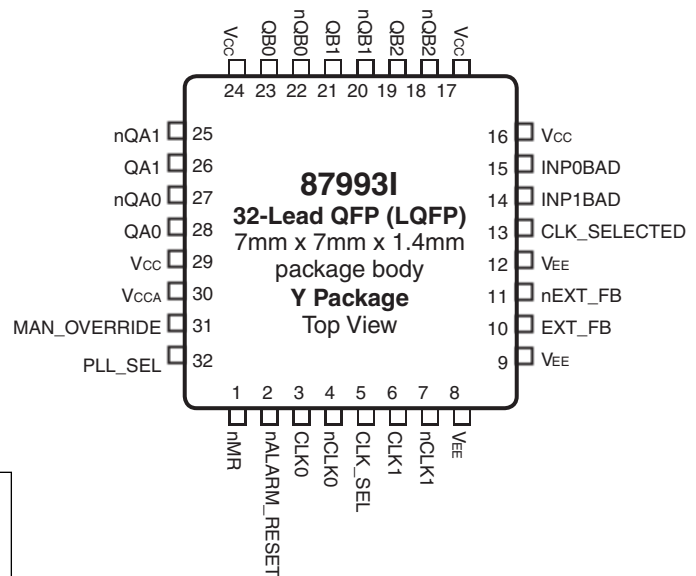 VCC QB0 nQB0 QB1 nQB1 QB2 nQB2 VCC
24 23 22 21 20 19 18 17
nQA1 25
QA1 26
nQA0 27
QA0 28
VCC 29
VCCA 30
MAN_OVERRIDE 31
PLL_SEL 32
87993I
32-Lead QFP (LQFP)
7mm x 7mm x 1.4mm
package body
Y Package
Top View
16 VCC
15 INP0BAD
14 INP1BAD
13 CLK_SELECTED
12 VEE
11 nEXT_FB
10 EXT_FB
9 VEE
1 2 3 4 5 6 7 8
nMR nALARM_RESET CLK0 nCLK0 CLK_SEL CLK1 nCLK1 VEE